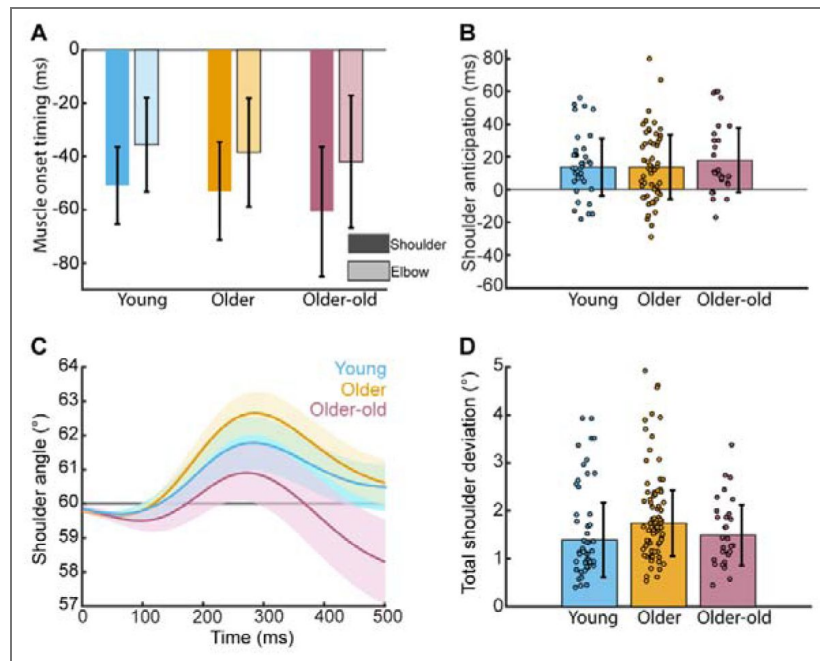 A
Muscle onset timing (ms)
0
-20
-40
-60
-80
Shoulder
Elbow
Young Older Older-old
B
Shoulder anticipation (ms)
80
60
40
20
0
-20
-40
-60
Young Older Older-old
C
Shoulder angle (°)
64
63
62
61
60
59
58
57
Young
Older
Older-old
0 100 200 300 400 500
Time (ms)
D
Total shoulder deviation (°)
5
4
3
2
1
0
Young Older Older-old